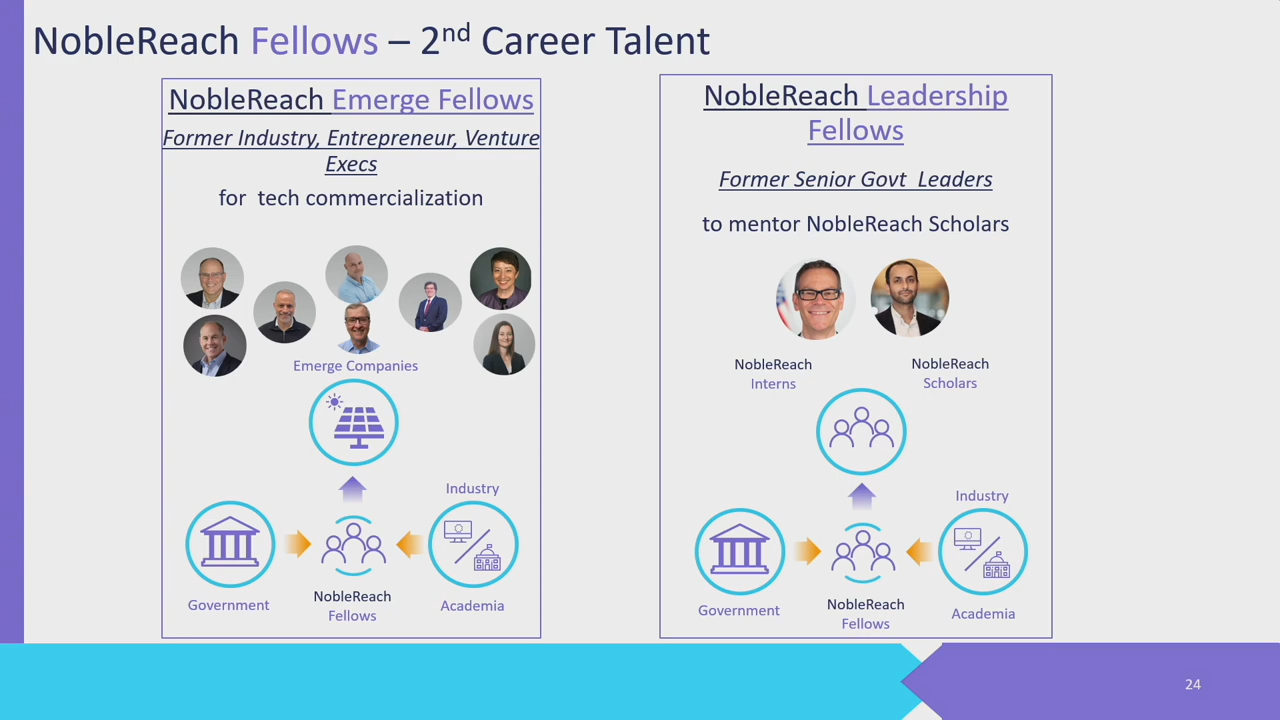 NobleReach Fellows – 2nd Career Talent
NobleReach Emerge Fellows
Former Industry, Entrepreneur, Venture
Execs
for tech commercialization
Emerge Companies
Industry
Government
NobleReach
Fellows
Academia
NobleReach Leadership
Fellows
Former Senior Govt Leaders
to mentor NobleReach Scholars
NobleReach
Interns
NobleReach
Scholars
Industry
Government
NobleReach
Fellows
Academia
24